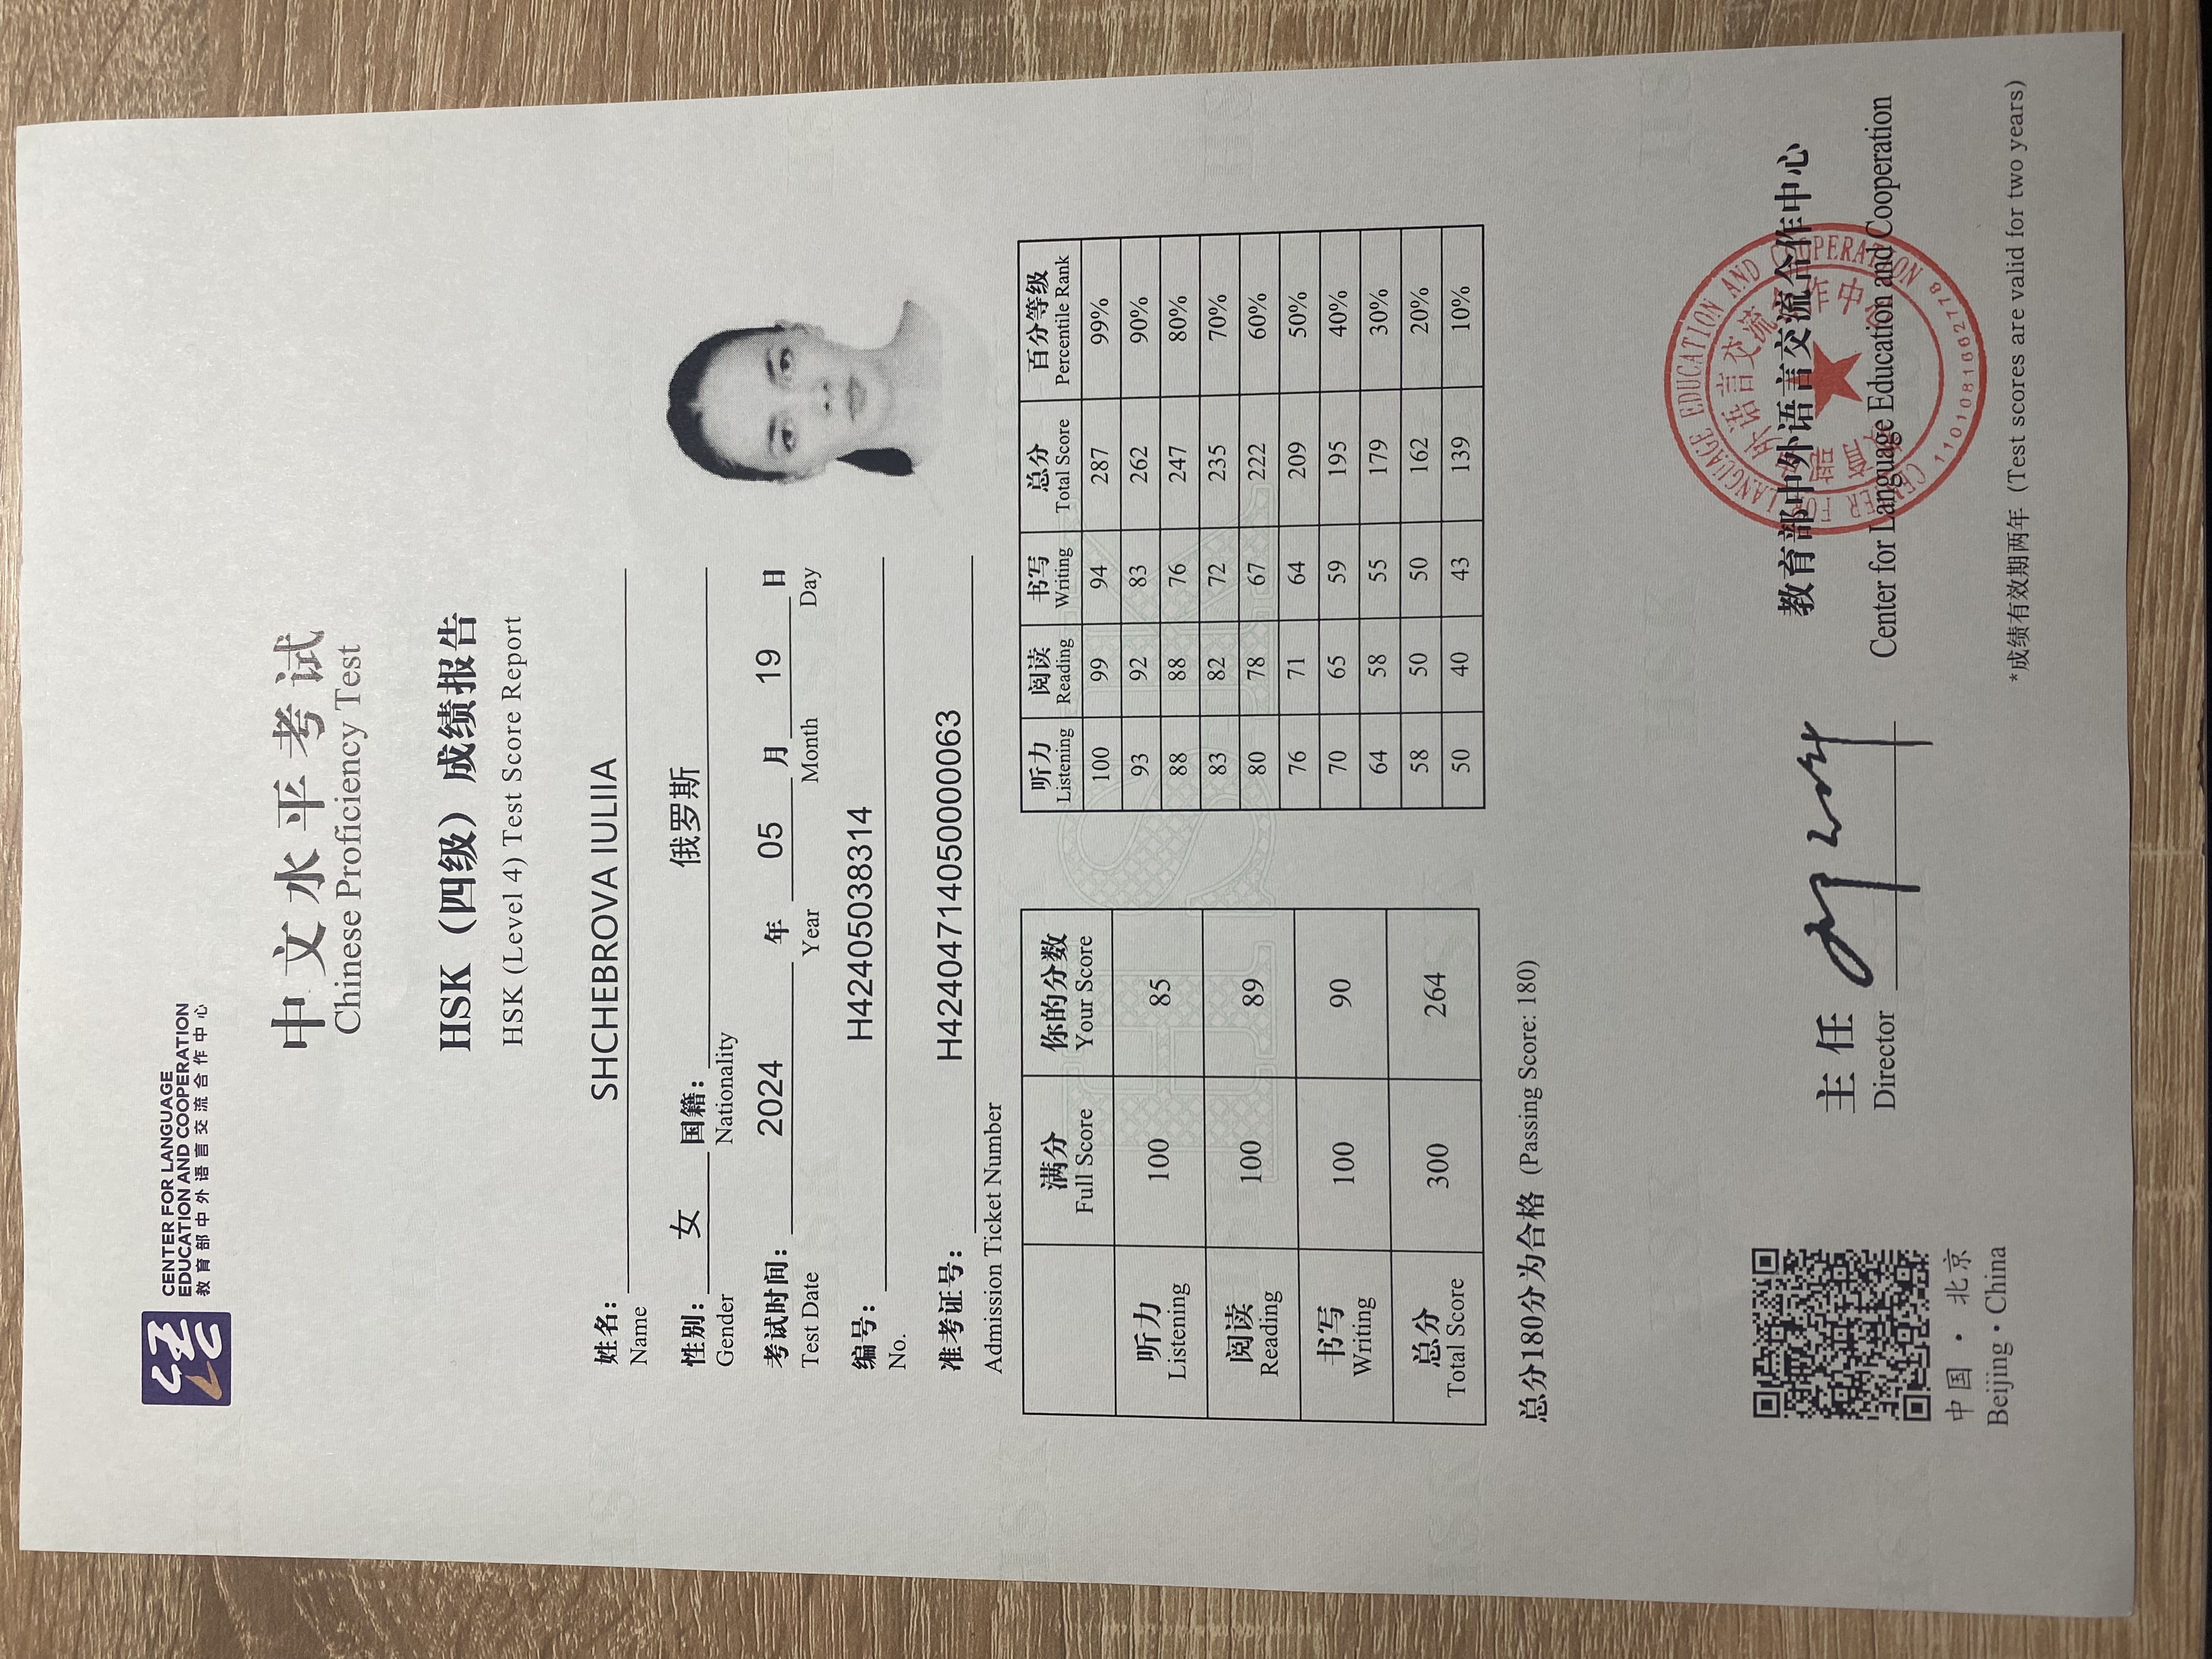 CENTER FOR LANGUAGE
EDUCATION AND COOPERATION
教育部中外语言交流合作中心
中文水平考试
Chinese Proficiency Test
HSK（四级）成绩报告
HSK (Level 4) Test Score Report
姓名： SHCHEBROVA IULIIA
Name
性别： 女 国籍： 俄罗斯
Gender Nationality
考试时间： 2024 年 05 月 19 日
Test Date Year Month Day
编号： H42405038314
No.
准考证号： H42404714050000063
Admission Ticket Number
满分 你的分数
Full Score Your Score
听力 100 85
Listening
阅读 100 89
Reading
书写 100 90
Writing
总分 300 264
Total Score
听力 阅读 书写 总分 百分等级
Listening Reading Writing Total Score Percentile Rank
100 99 94 287 99%
93 92 83 262 90%
88 88 76 247 80%
83 82 72 235 70%
80 78 67 222 60%
76 71 64 209 50%
70 65 59 195 40%
64 58 55 179 30%
58 50 50 162 20%
50 40 43 139 10%
总分180分为合格 (Passing Score: 180)
主任
Director
教育部中外语言交流合作中心
Center for Language Education and Cooperation
CENTER FOR LANGUAGE EDUCATION AND COOPERATION
中国・北京
Beijing・China
*成绩有效期两年 (Test scores are valid for two years)